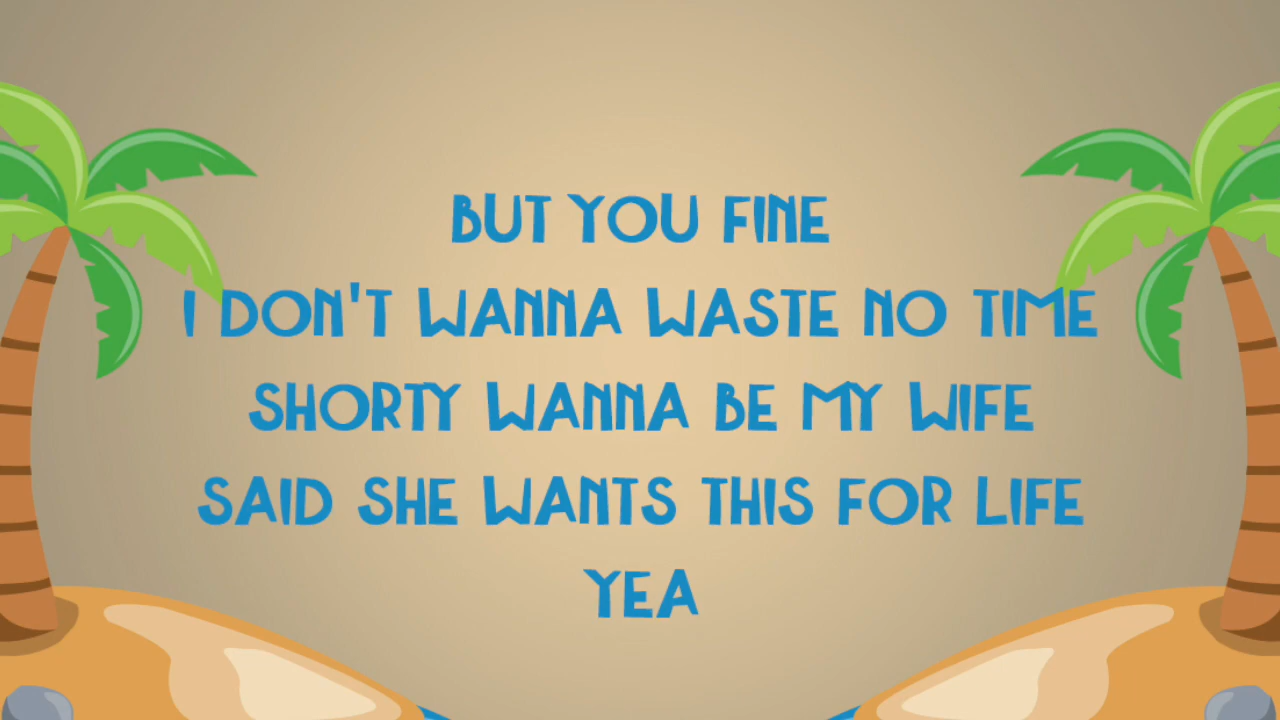 BUT YOU FINE
I DON'T WANNA WASTE NO TIME
SHORTY WANNA BE MY WIFE
SAID SHE WANTS THIS FOR LIFE
YEA